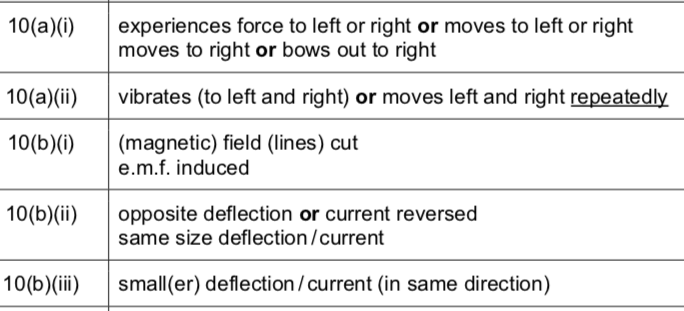 10(a)(i) experiences force to left or right or moves to left or right
moves to right or bows out to right
10(a)(ii) vibrates (to left and right) or moves left and right repeatedly
10(b)(i) (magnetic) field (lines) cut
e.m.f. induced
10(b)(ii) opposite deflection or current reversed
same size deflection/current
10(b)(iii) small(er) deflection/current (in same direction)